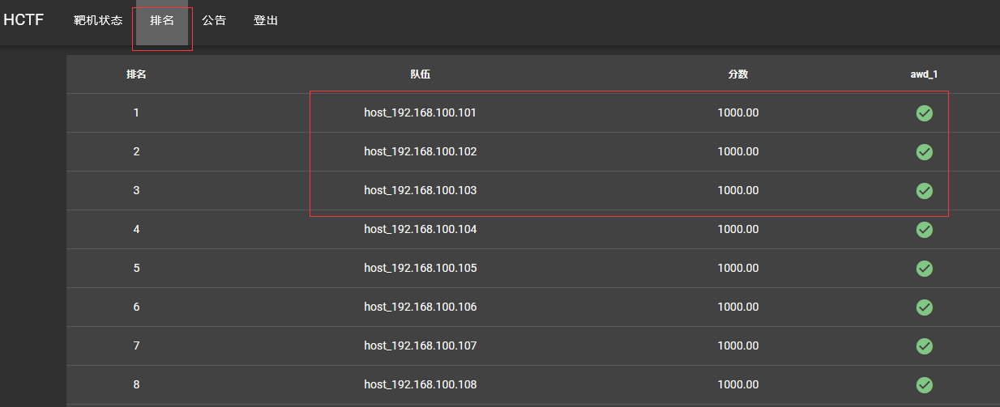 HCTF 靶机状态 排名 公告 登出
排名 队伍 分数 awd_1
1 host_192.168.100.101 1000.00
2 host_192.168.100.102 1000.00
3 host_192.168.100.103 1000.00
4 host_192.168.100.104 1000.00
5 host_192.168.100.105 1000.00
6 host_192.168.100.106 1000.00
7 host_192.168.100.107 1000.00
8 host_192.168.100.108 1000.00